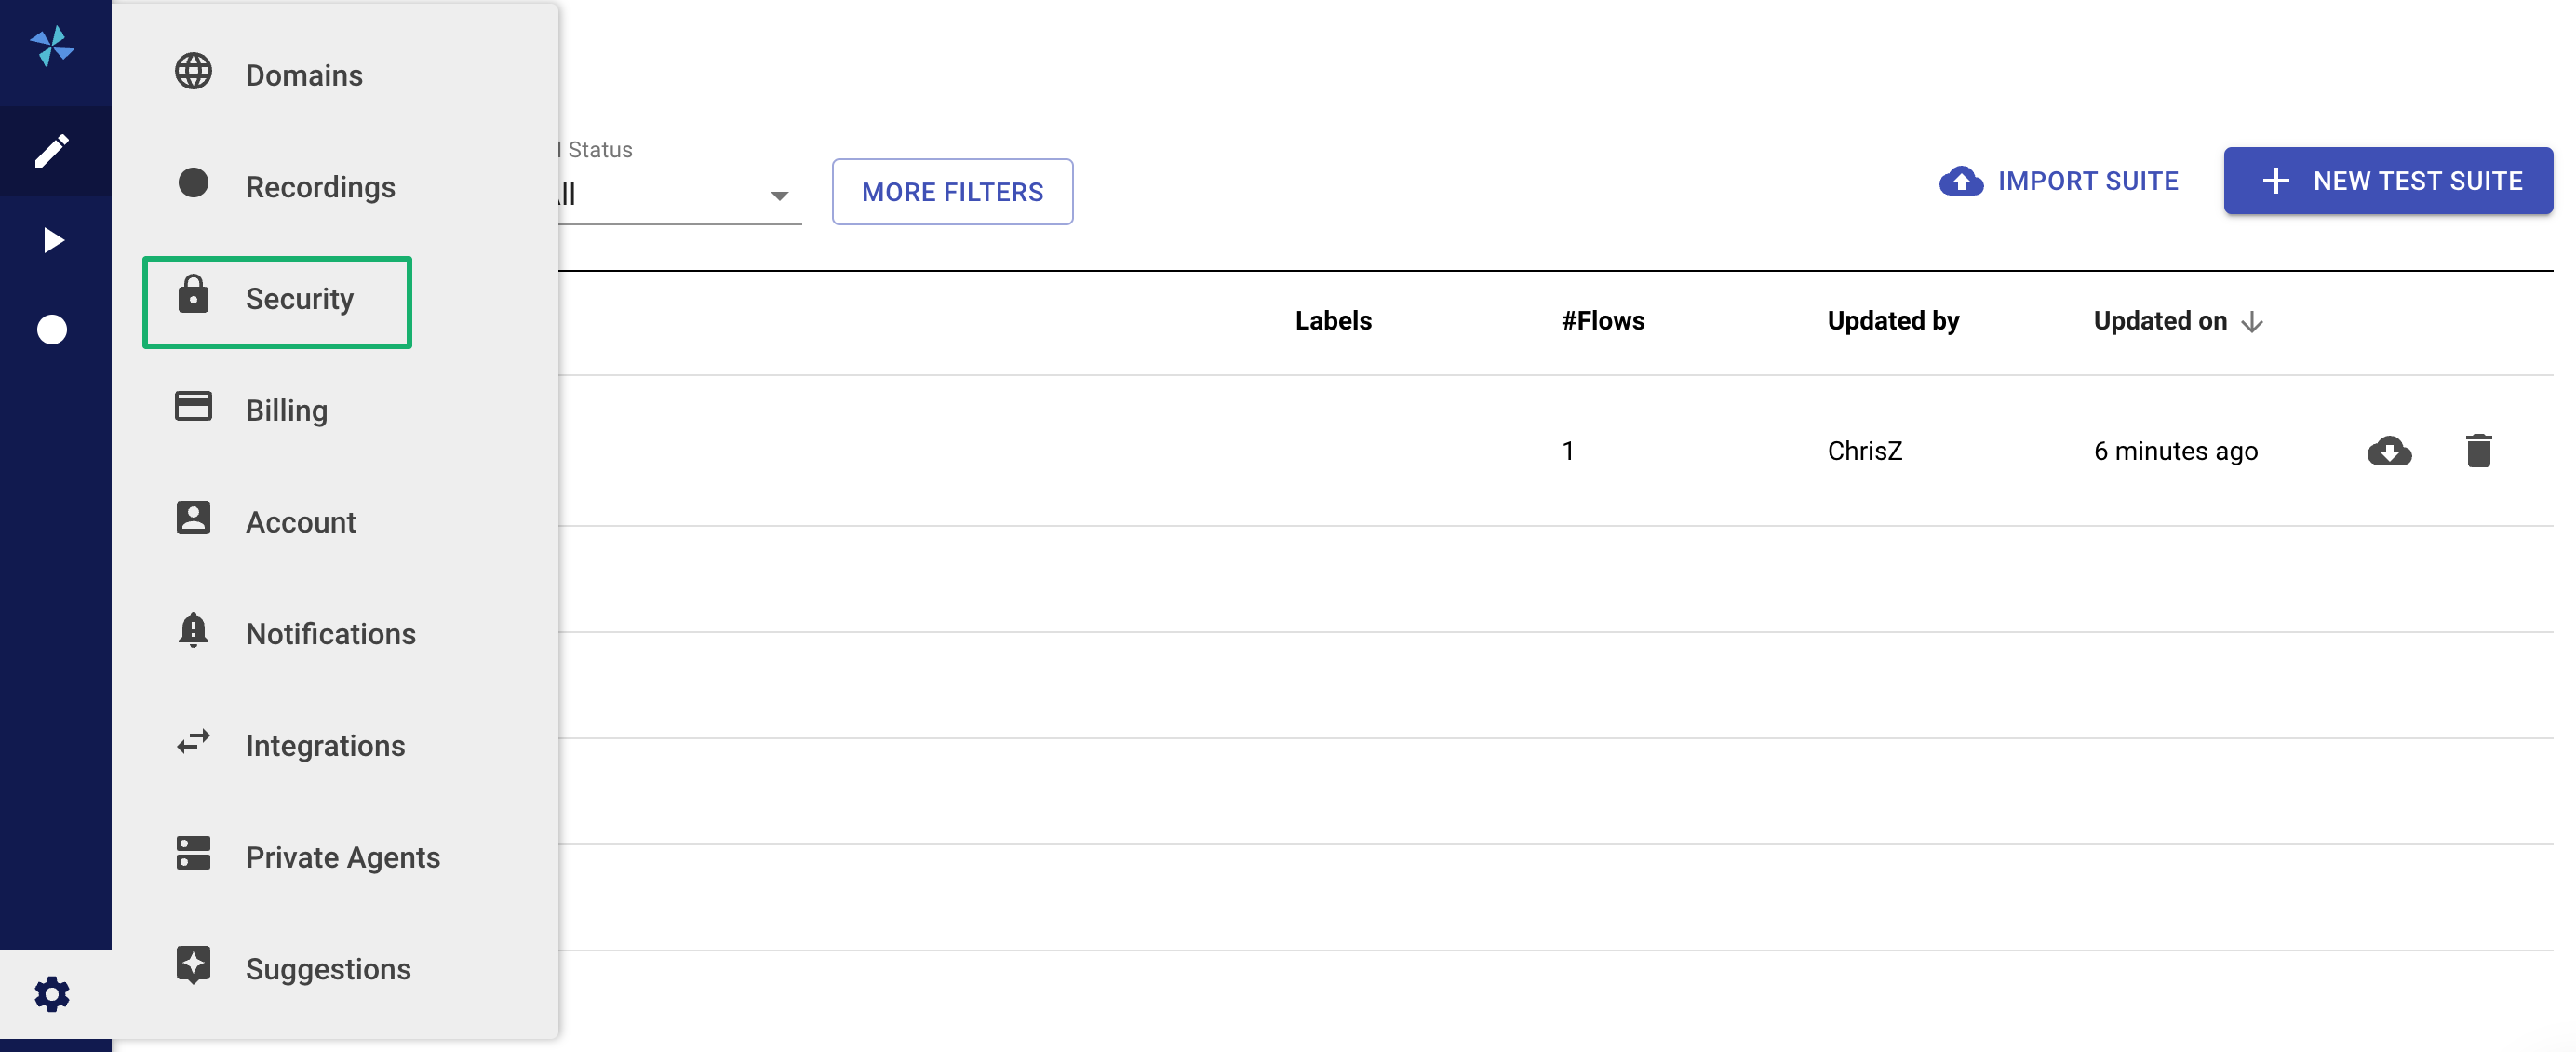 Domains
Recordings
Security
Billing
Account
Notifications
Integrations
Private Agents
Suggestions
Status
MORE FILTERS
IMPORT SUITE
NEW TEST SUITE
Labels #Flows Updated by Updated on
1 ChrisZ 6 minutes ago